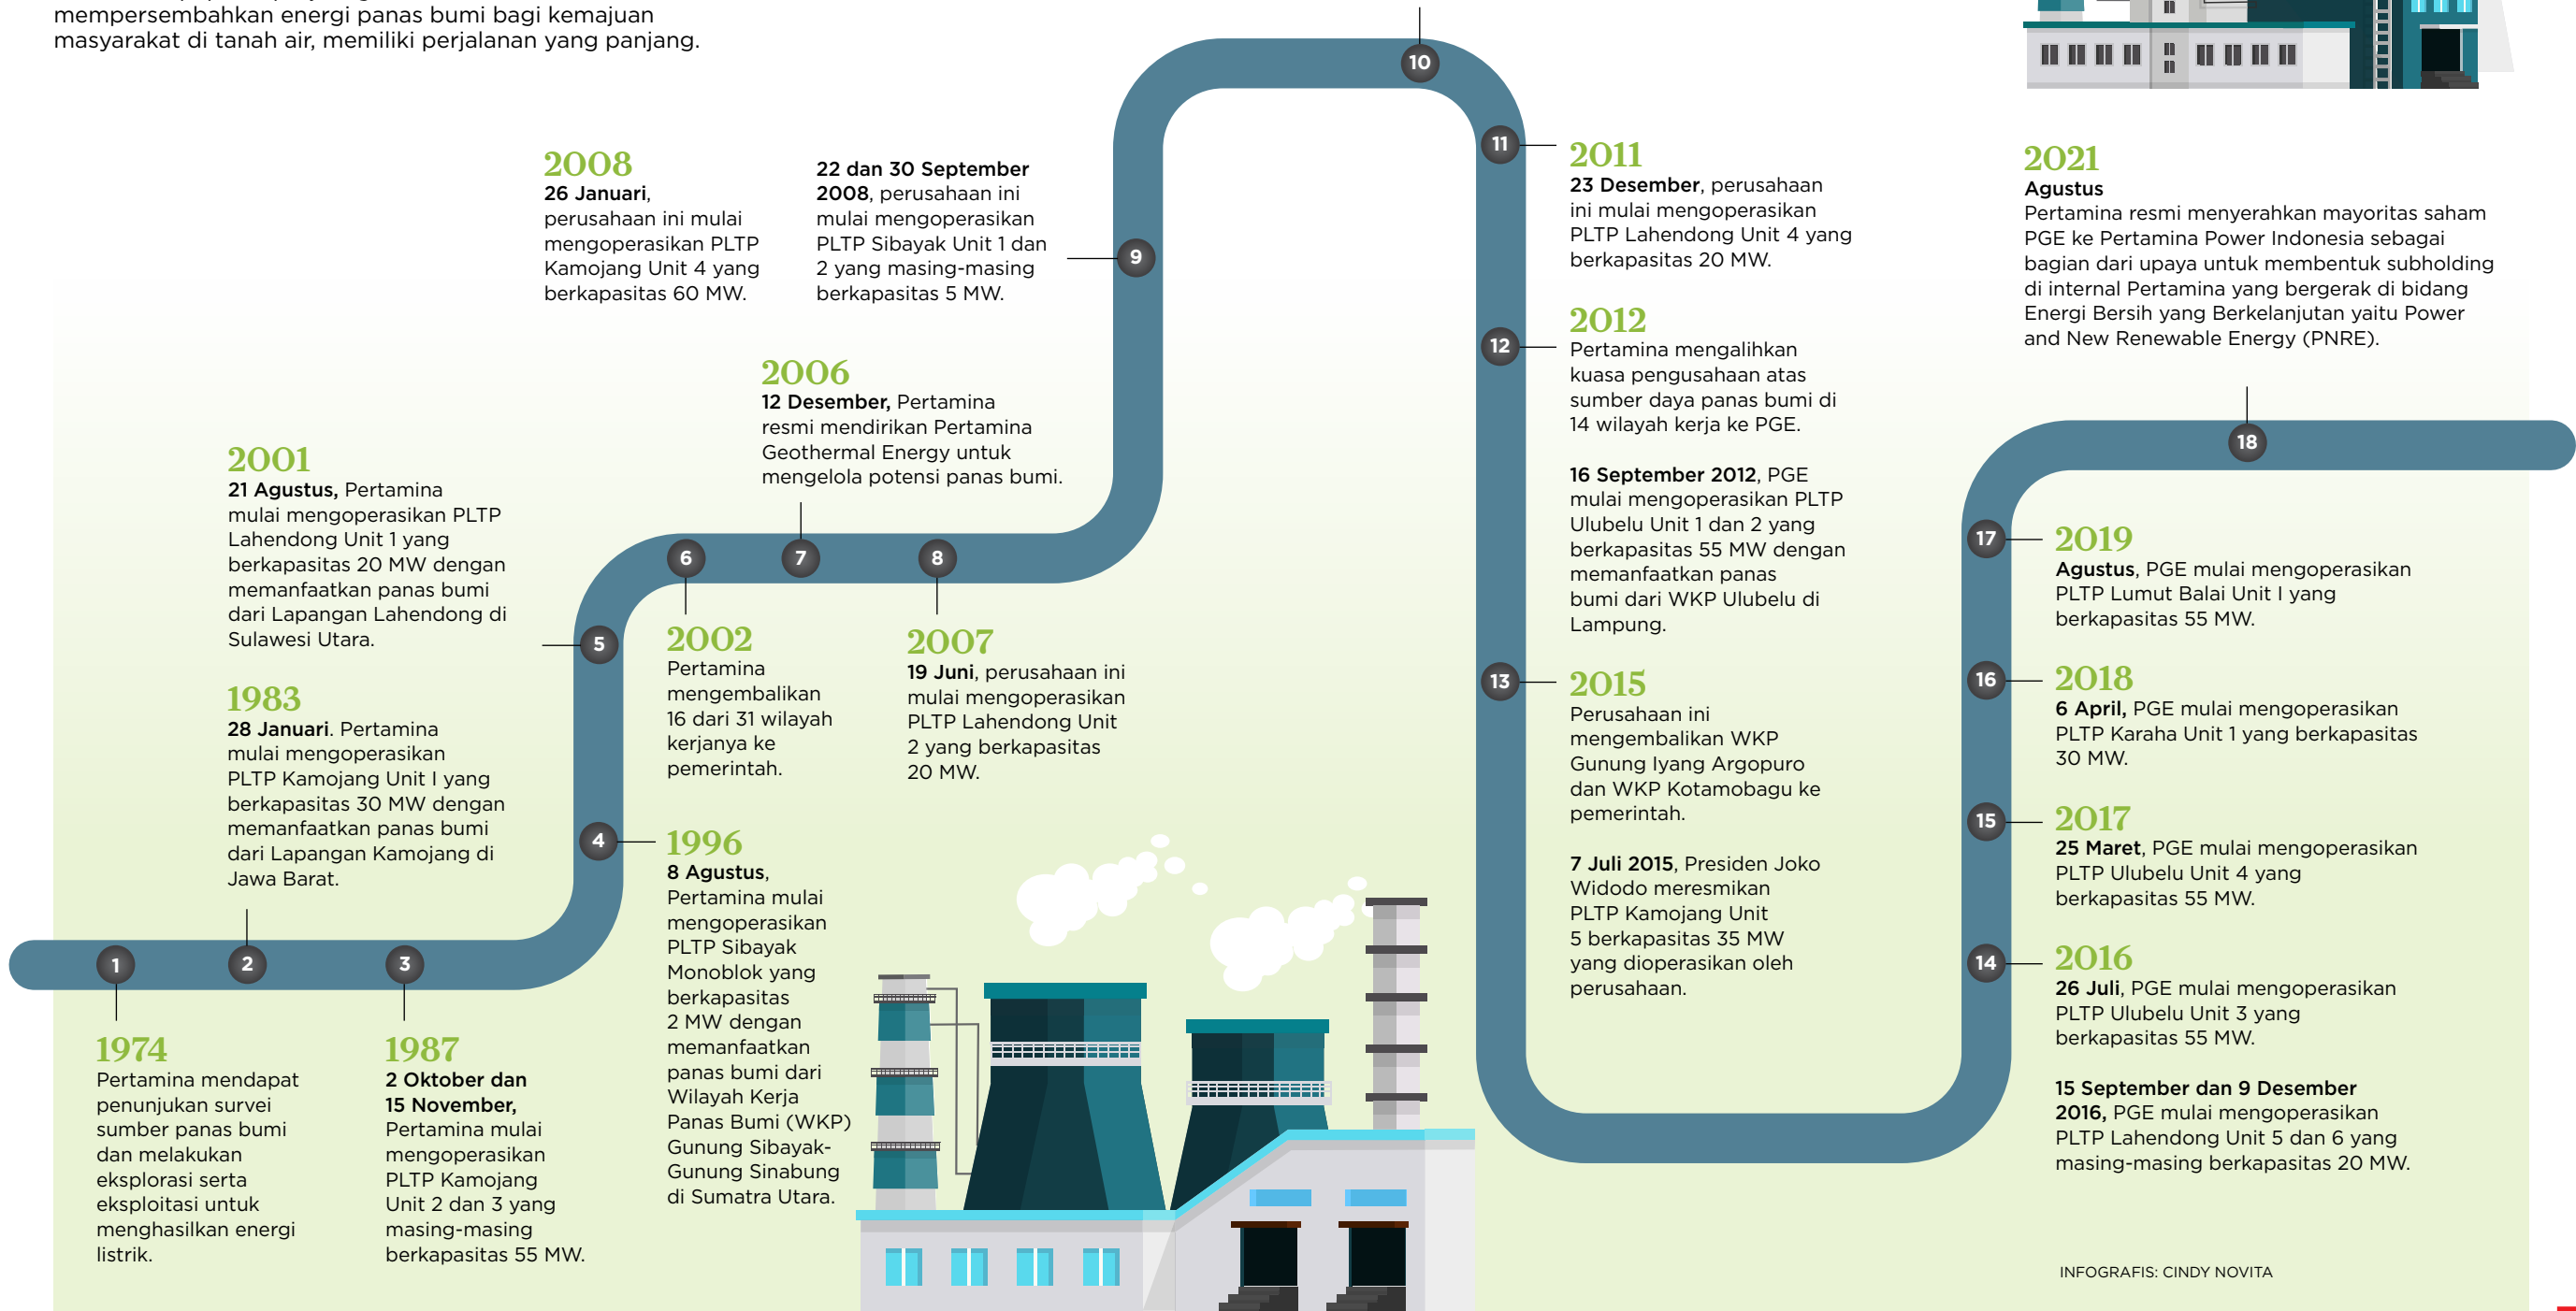 mempersembahkan energi panas bumi bagi kemajuan
masyarakat di tanah air, memiliki perjalanan yang panjang.
1
1974
Pertamina mendapat
penunjukan survei
sumber panas bumi
dan melakukan
eksplorasi serta
eksploitasi untuk
menghasilkan energi
listrik.
2
1983
28 Januari. Pertamina
mulai mengoperasikan
PLTP Kamojang Unit I yang
berkapasitas 30 MW dengan
memanfaatkan panas bumi
dari Lapangan Kamojang di
Jawa Barat.
3
1987
2 Oktober dan
15 November,
Pertamina mulai
mengoperasikan
PLTP Kamojang
Unit 2 dan 3 yang
masing-masing
berkapasitas 55 MW.
4
1996
8 Agustus,
Pertamina mulai
mengoperasikan
PLTP Sibayak
Monoblok yang
berkapasitas
2 MW dengan
memanfaatkan
panas bumi dari
Wilayah Kerja
Panas Bumi (WKP)
Gunung Sibayak-
Gunung Sinabung
di Sumatra Utara.
5
2001
21 Agustus, Pertamina
mulai mengoperasikan PLTP
Lahendong Unit 1 yang
berkapasitas 20 MW dengan
memanfaatkan panas bumi
dari Lapangan Lahendong di
Sulawesi Utara.
6
2002
Pertamina
mengembalikan
16 dari 31 wilayah
kerjanya ke
pemerintah.
7
2006
12 Desember, Pertamina
resmi mendirikan Pertamina
Geothermal Energy untuk
mengelola potensi panas bumi.
8
2007
19 Juni, perusahaan ini
mulai mengoperasikan
PLTP Lahendong Unit
2 yang berkapasitas
20 MW.
9
2008
26 Januari,
perusahaan ini mulai
mengoperasikan PLTP
Kamojang Unit 4 yang
berkapasitas 60 MW.
22 dan 30 September
2008, perusahaan ini
mulai mengoperasikan
PLTP Sibayak Unit 1 dan
2 yang masing-masing
berkapasitas 5 MW.
10
11
2011
23 Desember, perusahaan
ini mulai mengoperasikan
PLTP Lahendong Unit 4 yang
berkapasitas 20 MW.
12
2012
Pertamina mengalihkan
kuasa pengusahaan atas
sumber daya panas bumi di
14 wilayah kerja ke PGE.
16 September 2012, PGE
mulai mengoperasikan PLTP
Ulubelu Unit 1 dan 2 yang
berkapasitas 55 MW dengan
memanfaatkan panas
bumi dari WKP Ulubelu di
Lampung.
13
2015
Perusahaan ini
mengembalikan WKP
Gunung Iyang Argopuro
dan WKP Kotamobagu ke
pemerintah.
7 Juli 2015, Presiden Joko
Widodo meresmikan
PLTP Kamojang Unit
5 berkapasitas 35 MW
yang dioperasikan oleh
perusahaan.
14
2016
26 Juli, PGE mulai mengoperasikan
PLTP Ulubelu Unit 3 yang
berkapasitas 55 MW.
15 September dan 9 Desember
2016, PGE mulai mengoperasikan
PLTP Lahendong Unit 5 dan 6 yang
masing-masing berkapasitas 20 MW.
15
2017
25 Maret, PGE mulai mengoperasikan
PLTP Ulubelu Unit 4 yang
berkapasitas 55 MW.
16
2018
6 April, PGE mulai mengoperasikan
PLTP Karaha Unit 1 yang berkapasitas
30 MW.
17
2019
Agustus, PGE mulai mengoperasikan
PLTP Lumut Balai Unit I yang
berkapasitas 55 MW.
18
2021
Agustus
Pertamina resmi menyerahkan mayoritas saham
PGE ke Pertamina Power Indonesia sebagai
bagian dari upaya untuk membentuk subholding
di internal Pertamina yang bergerak di bidang
Energi Bersih yang Berkelanjutan yaitu Power
and New Renewable Energy (PNRE).
INFOGRAFIS: CINDY NOVITA